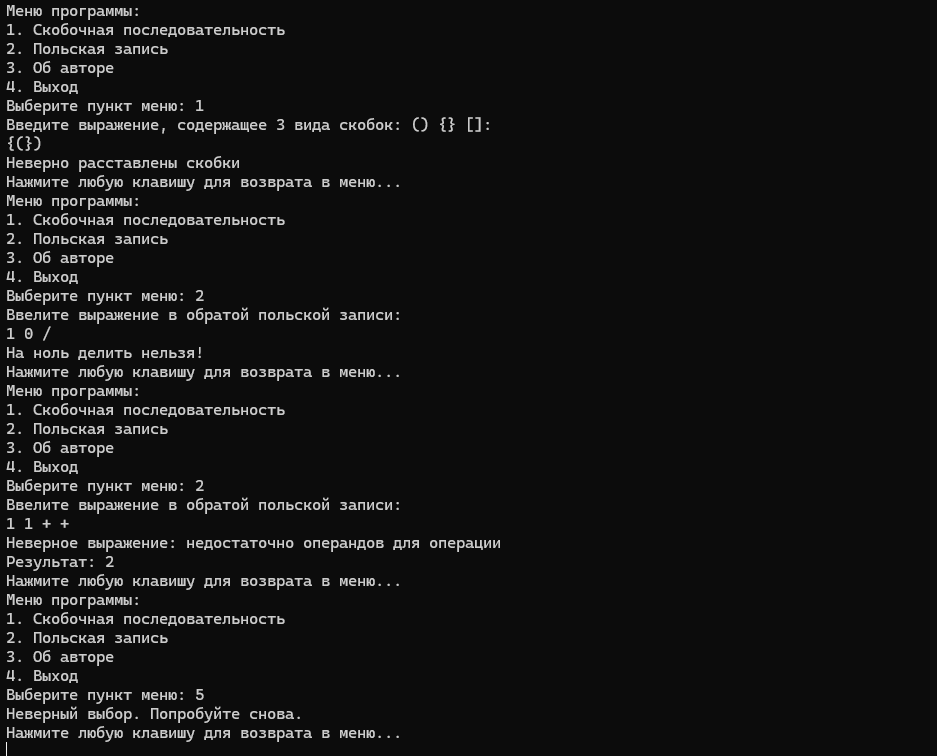 Меню программы:
1. Скобочная последовательность
2. Польская запись
3. Об авторе
4. Выход
Выберите пункт меню: 1
Введите выражение, содержащее 3 вида скобок: () {} []:
{(})
Неверно расставлены скобки
Нажмите любую клавишу для возврата в меню...
Меню программы:
1. Скобочная последовательность
2. Польская запись
3. Об авторе
4. Выход
Выберите пункт меню: 2
Ввелите выражение в обратой польской записи:
1 0 /
На ноль делить нельзя!
Нажмите любую клавишу для возврата в меню...
Меню программы:
1. Скобочная последовательность
2. Польская запись
3. Об авторе
4. Выход
Выберите пункт меню: 2
Ввелите выражение в обратой польской записи:
1 1 + +
Неверное выражение: недостаточно операндов для операции
Результат: 2
Нажмите любую клавишу для возврата в меню...
Меню программы:
1. Скобочная последовательность
2. Польская запись
3. Об авторе
4. Выход
Выберите пункт меню: 5
Неверный выбор. Попробуйте снова.
Нажмите любую клавишу для возврата в меню...